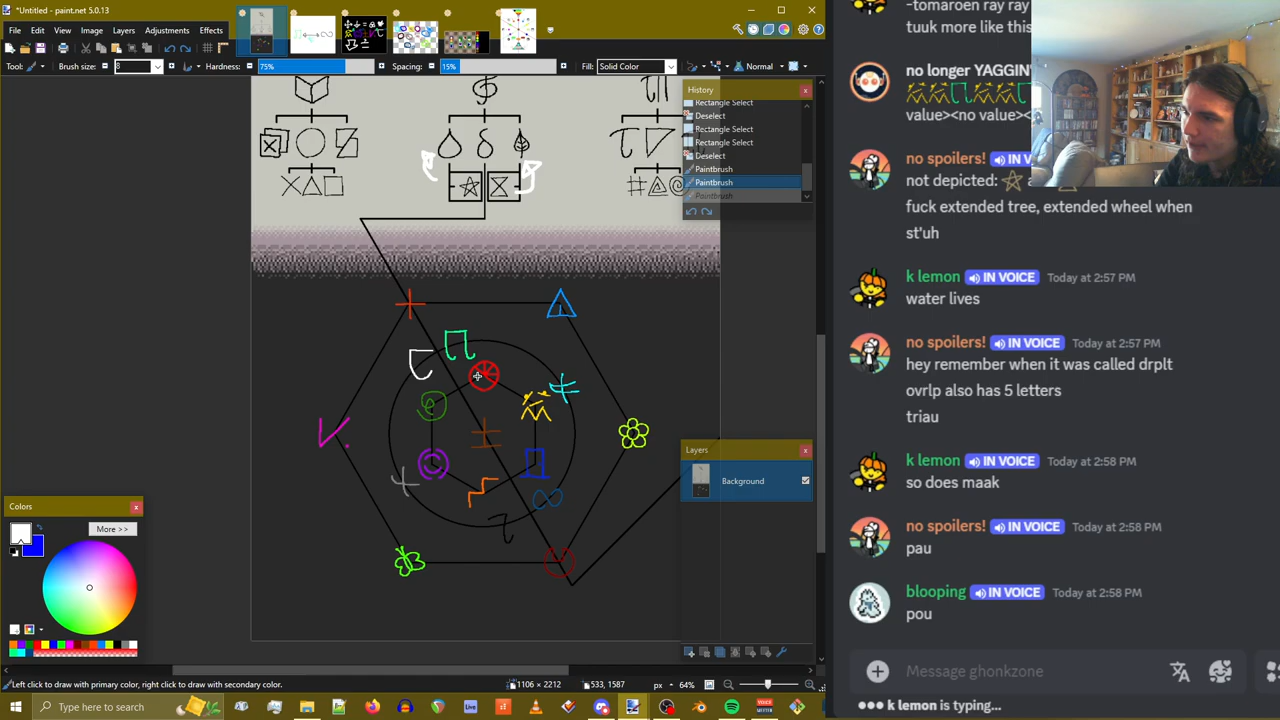 *Untitled - paint.net 5.0.13
File Edit View Image Layers Adjustments Effects
Tool: Brush size: 8 Hardness: 75% Spacing: 15% Fill: Solid Color Normal
History
Rectangle Select
Deselect
Rectangle Select
Rectangle Select
Deselect
Paintbrush
Paintbrush
Paintbrush
Layers
Background
Colors
More >>
Left to draw with primary color, right click to draw with secondary color.
1106 × 2212
533, 1587
px
64%
Type here to search
-tomaroen ray ray
tuuk more like this
no longer YAGGIN'
value><no value><
no spoilers! IN V
not depicted:
fuck extended tree, extended wheel when
st'uh
k lemon IN VOICE Today at 2:57 PM
water lives
no spoilers! IN VOICE Today at 2:57 PM
hey remember when it was called drplt
ovrlp also has 5 letters
triau
k lemon IN VOICE Today at 2:58 PM
so does maak
no spoilers! IN VOICE Today at 2:58 PM
pau
blooping IN VOICE Today at 2:58 PM
pou
Message ghonkzone
k lemon is typing...